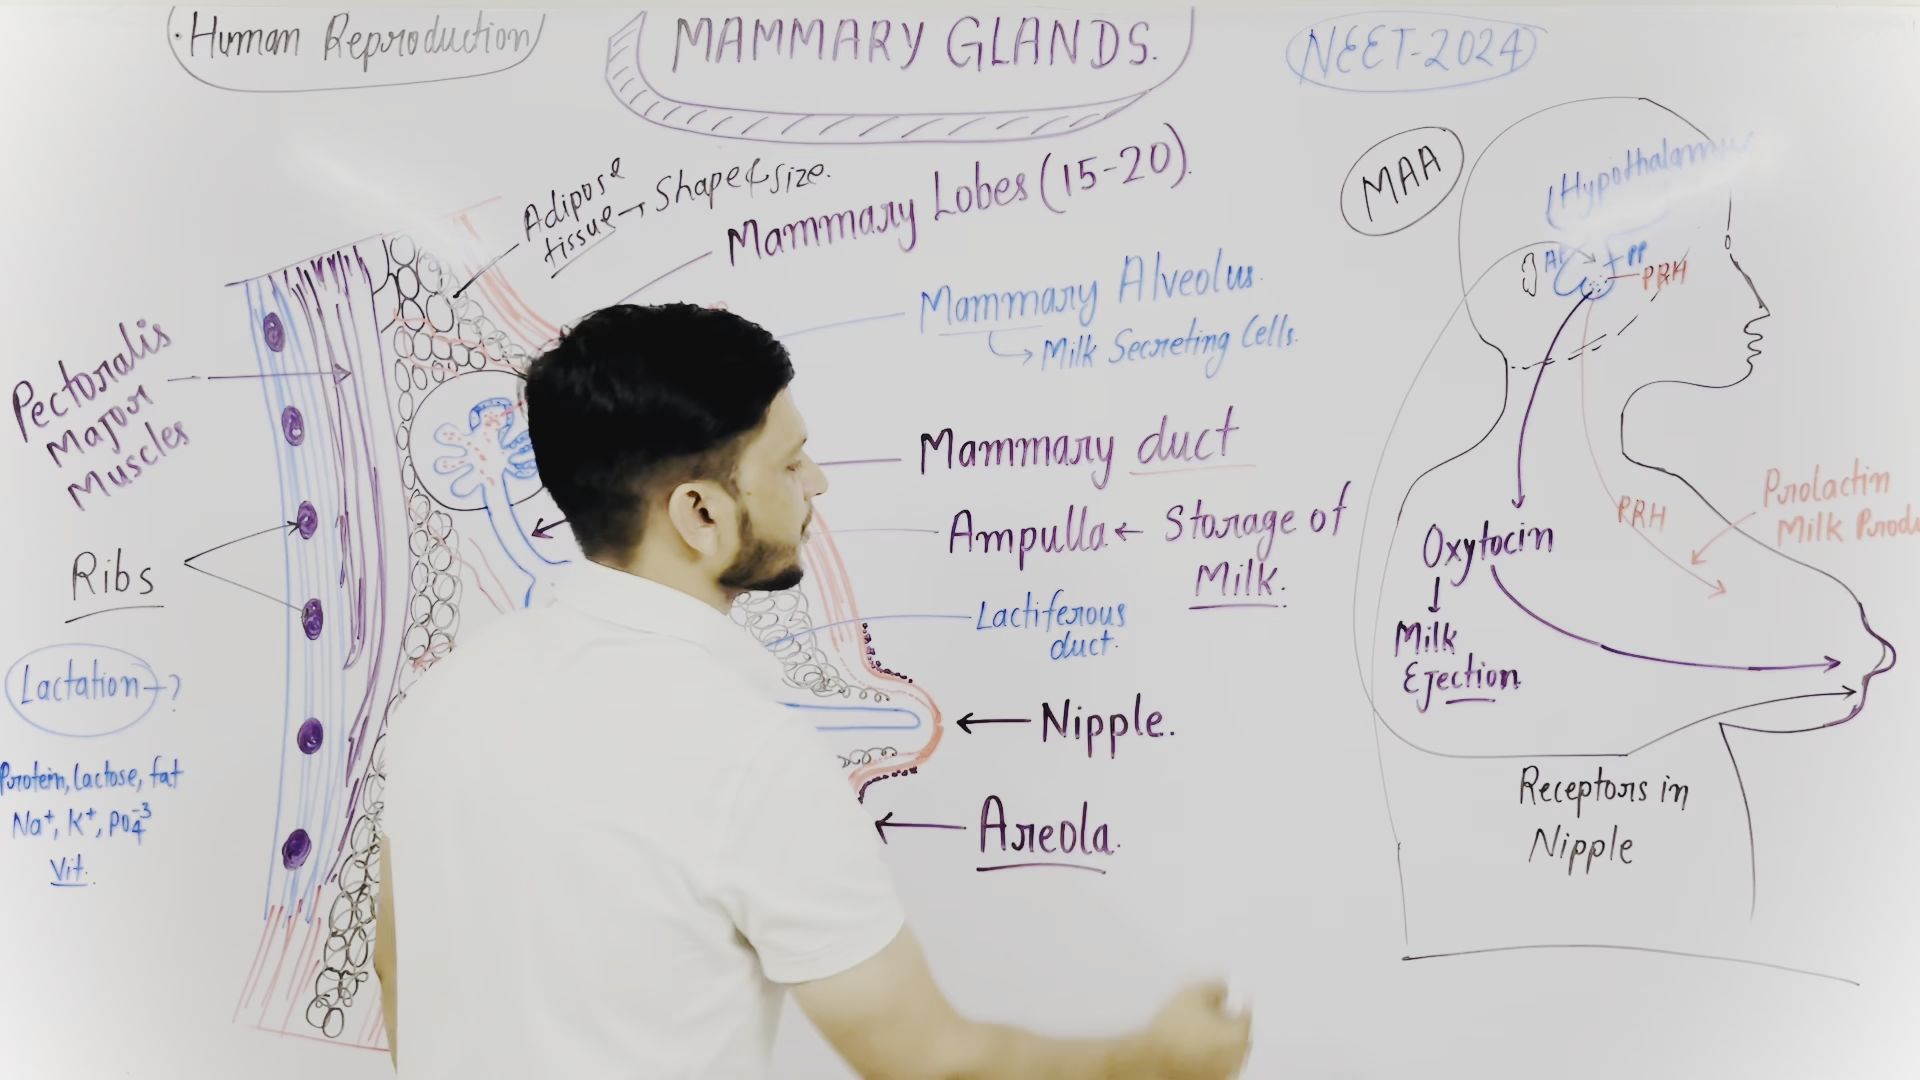 Human Reproduction
MAMMARY GLANDS.
NEET-2024
Adipose
tissue → Shape & size.
Mammary Lobes (15-20).
Mammary Alveolus.
→ Milk Secreting Cells.
Mammary duct
Ampulla ← Storage of
Milk.
Lactiferous
duct.
Nipple.
Areola.
Pectoralis
Major
Muscles
Ribs
Lactation → ?
Protein, Lactose, fat
Na⁺, K⁺, PO₄⁻³
Vit.
MAA
Hypothalamus
PP
PRH
PRH
Prolactin
Milk
Oxytocin
Milk
Ejection
Receptors in
Nipple